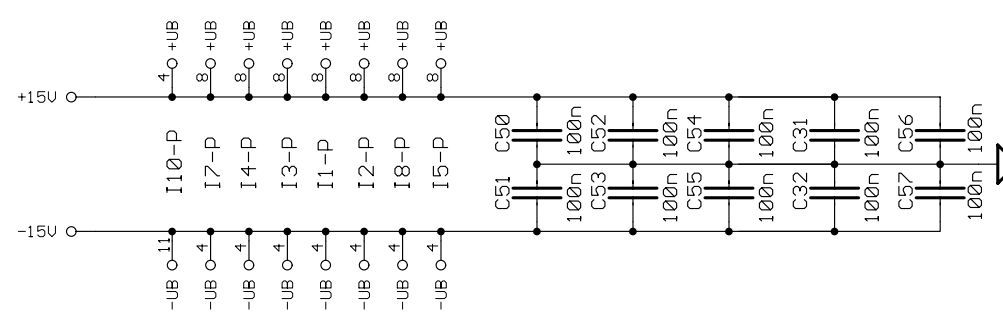 +UB +UB +UB +UB +UB +UB +UB +UB
4 8 8 8 8 8 8 8
+15V
C50 100n C52 100n C54 100n C31 100n C56 100n
I10-P I7-P I4-P I3-P I1-P I2-P I8-P I5-P
C51 100n C53 100n C55 100n C32 100n C57 100n
-15V
11 4 4 4 4 4 4 4
-UB -UB -UB -UB -UB -UB -UB -UB